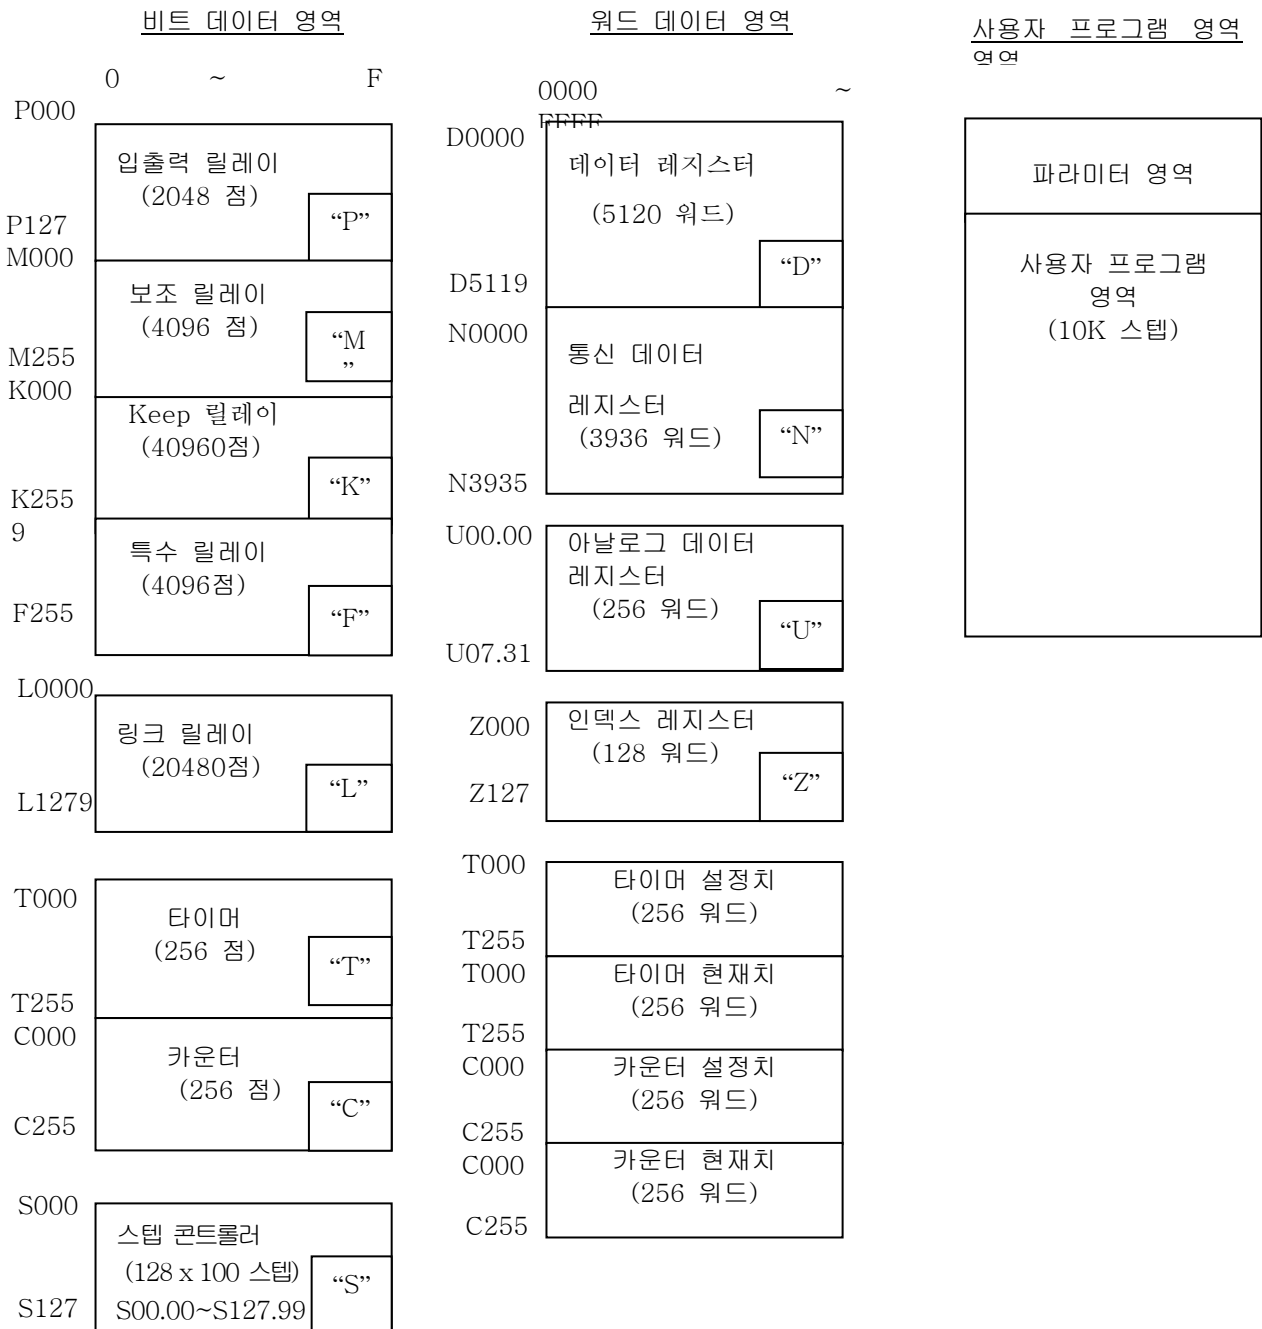 비트 데이터 영역
0 ~ F
P000
입출력 릴레이
(2048 점)
“P”
P127
M000
보조 릴레이
(4096 점)
“M
”
M255
K000
Keep 릴레이
(40960점)
“K”
K255
9
특수 릴레이
(4096점)
“F”
F255
L0000
링크 릴레이
(20480점)
“L”
L1279
T000
타이머
(256 점)
“T”
T255
C000
카운터
(256 점)
“C”
C255
S000
스텝 콘트롤러
(128 x 100 스텝)
“S”
S127
S00.00~S127.99
워드 데이터 영역
0000 ~
FFFF
D0000
데이터 레지스터
(5120 워드)
“D”
D5119
N0000
통신 데이터
레지스터
(3936 워드)
“N”
N3935
U00.00
아날로그 데이터
레지스터
(256 워드)
“U”
U07.31
Z000
인덱스 레지스터
(128 워드)
“Z”
Z127
T000
타이머 설정치
(256 워드)
T255
T000
타이머 현재치
(256 워드)
T255
C000
카운터 설정치
(256 워드)
C255
C000
카운터 현재치
(256 워드)
C255
사용자 프로그램 영역
영역
파라미터 영역
사용자 프로그램
영역
(10K 스텝)